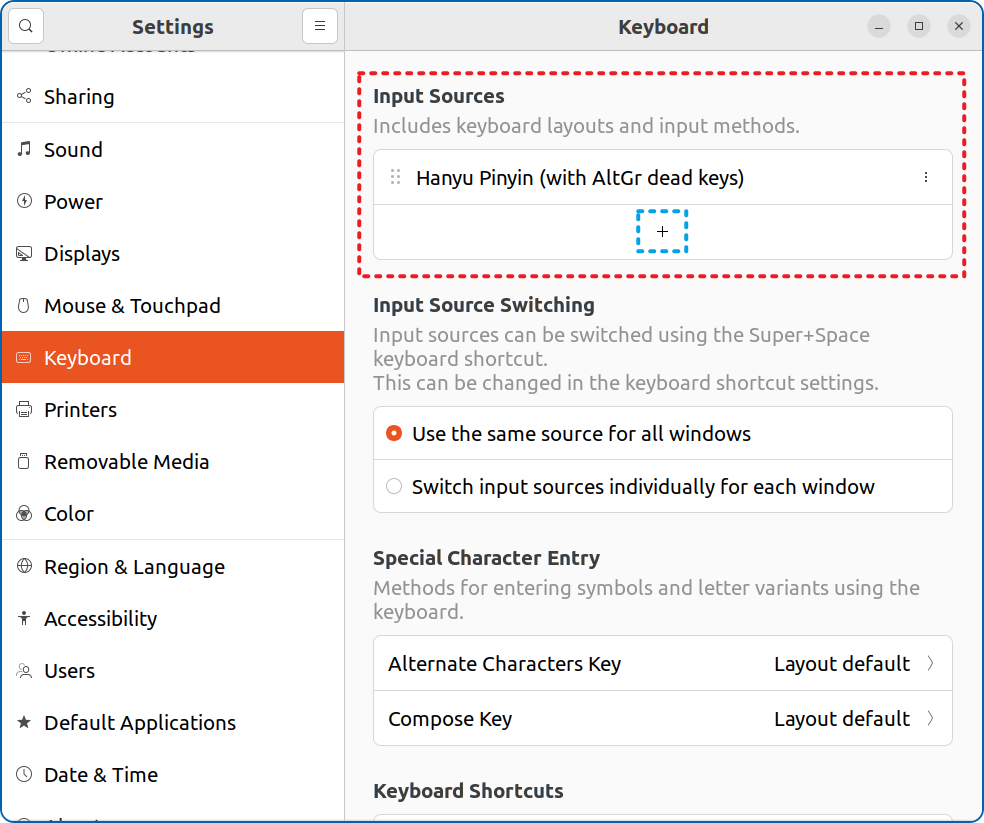 Settings
Keyboard
Sharing
Sound
Power
Displays
Mouse & Touchpad
Keyboard
Printers
Removable Media
Color
Region & Language
Accessibility
Users
Default Applications
Date & Time
Input Sources
Includes keyboard layouts and input methods.
Hanyu Pinyin (with AltGr dead keys)
+
Input Source Switching
Input sources can be switched using the Super+Space
keyboard shortcut.
This can be changed in the keyboard shortcut settings.
Use the same source for all windows
Switch input sources individually for each window
Special Character Entry
Methods for entering symbols and letter variants using the
keyboard.
Alternate Characters Key Layout default
Compose Key Layout default
Keyboard Shortcuts